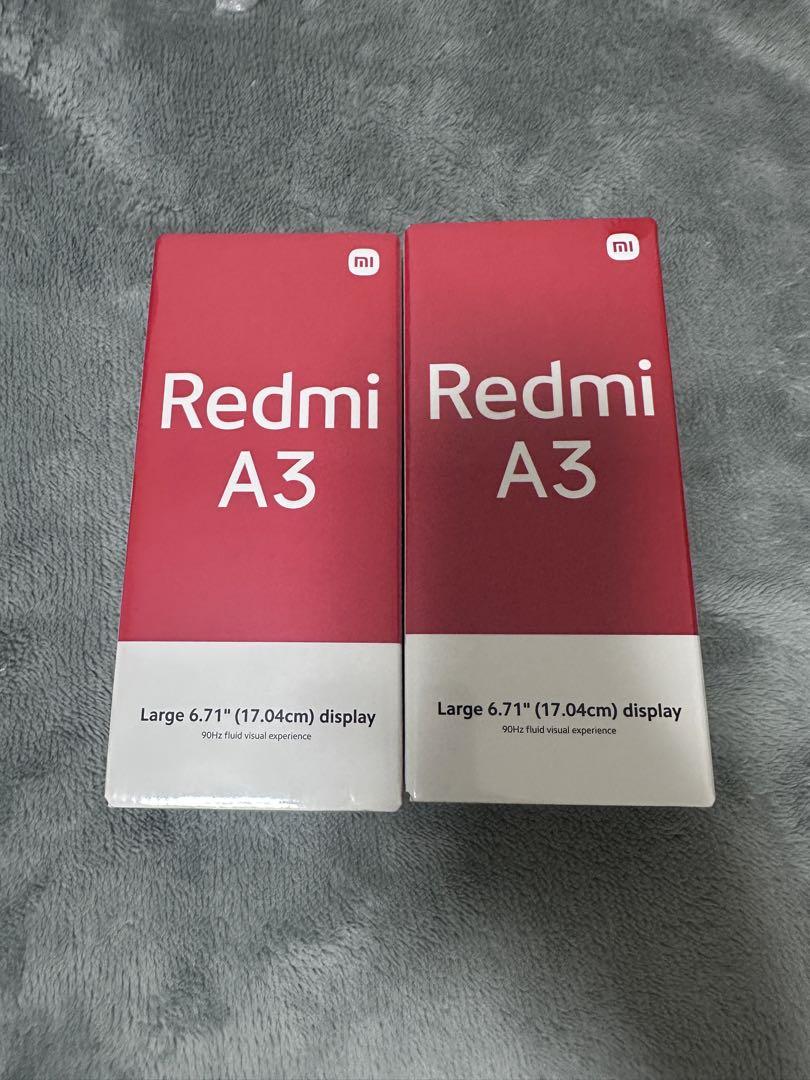 mi
Redmi
A3
Large 6.71" (17.04cm) display
90Hz fluid visual experience
mi
Redmi
A3
Large 6.71" (17.04cm) display
90Hz fluid visual experience